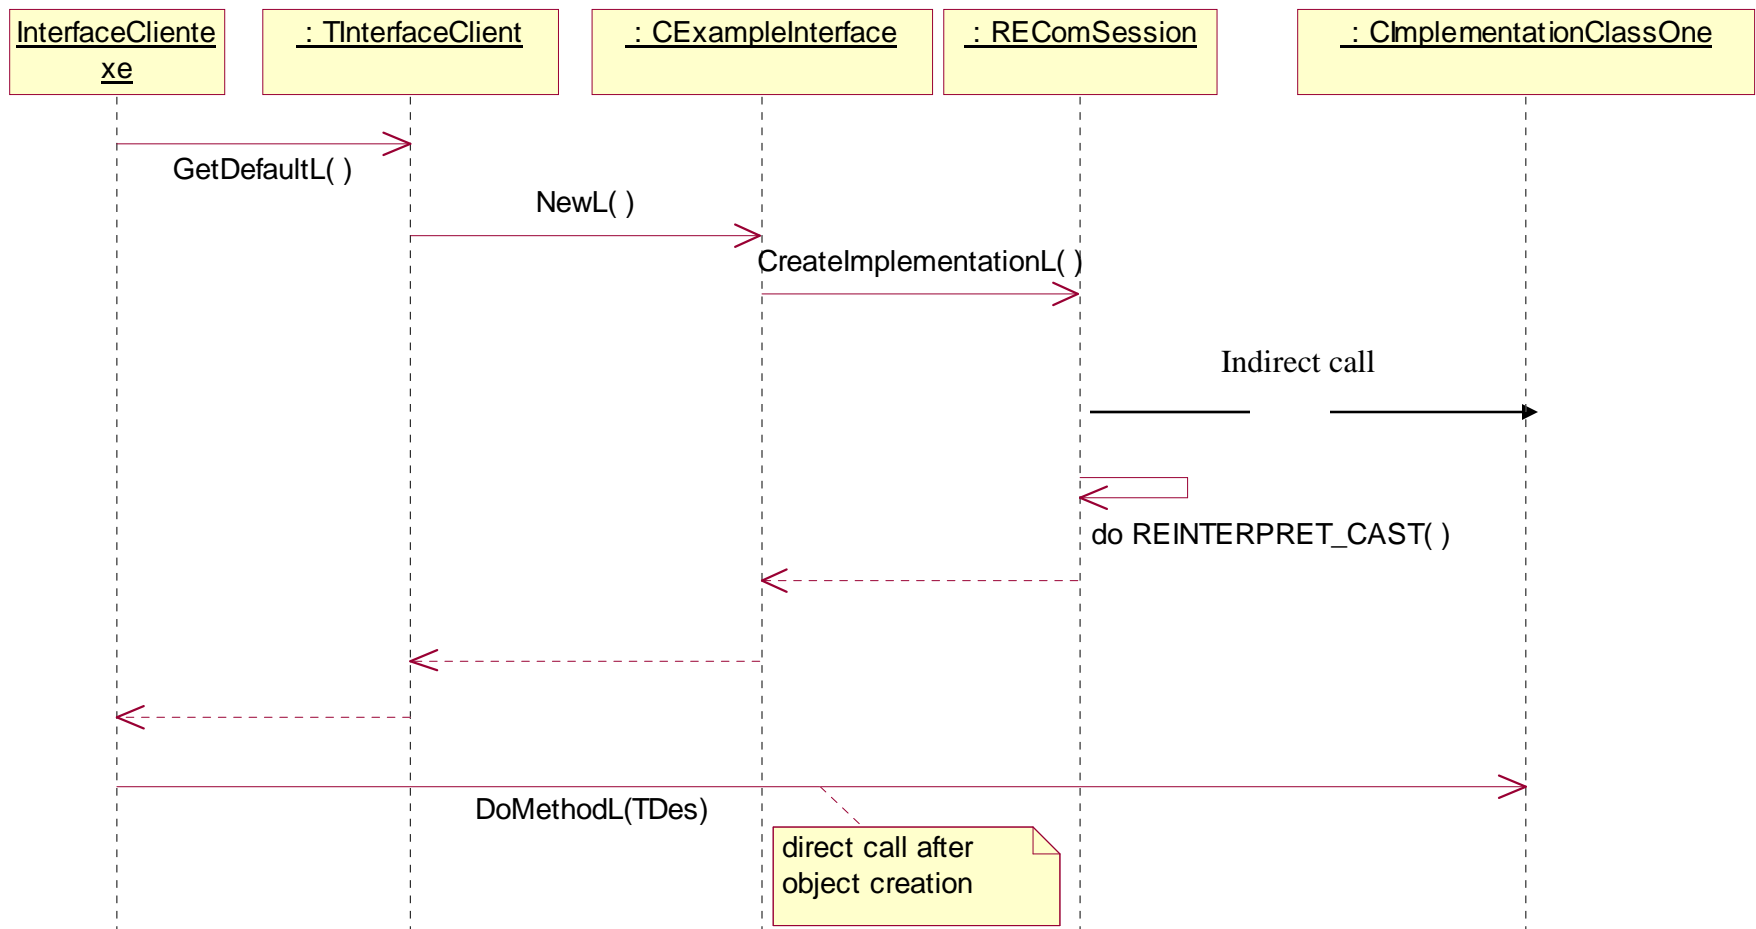 InterfaceCliente
xe
: TInterfaceClient
: CExampleInterface
: REComSession
: CImplementationClassOne
GetDefaultL( )
NewL( )
CreateImplementationL( )
Indirect call
do REINTERPRET_CAST( )
DoMethodL(TDes)
direct call after
object creation